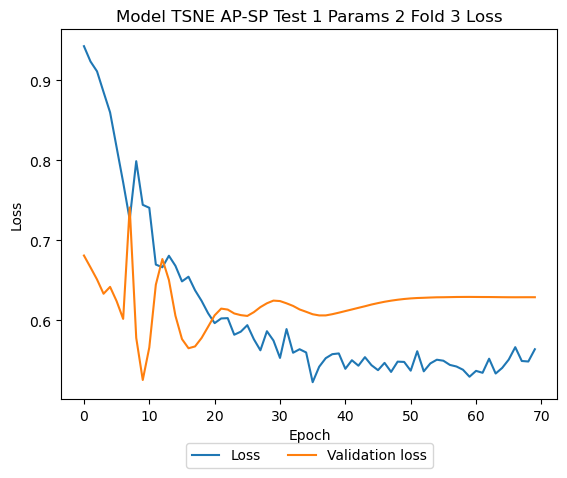 Model TSNE AP-SP Test 1 Params 2 Fold 3 Loss
0.9
0.8
0.7
0.6
Loss
0 10 20 30 40 50 60 70
Epoch
Loss Validation loss